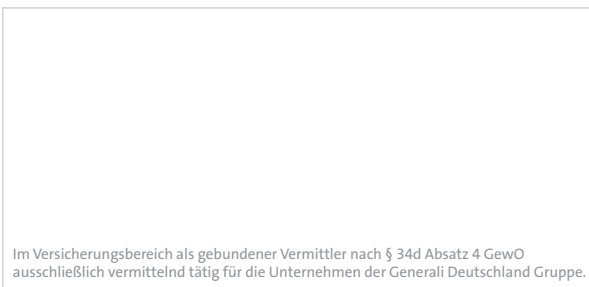 Im Versicherungsbereich als gebundener Vermittler nach § 34d Absatz 4 GewO
ausschließlich vermittelnd tätig für die Unternehmen der Generali Deutschland Gruppe.